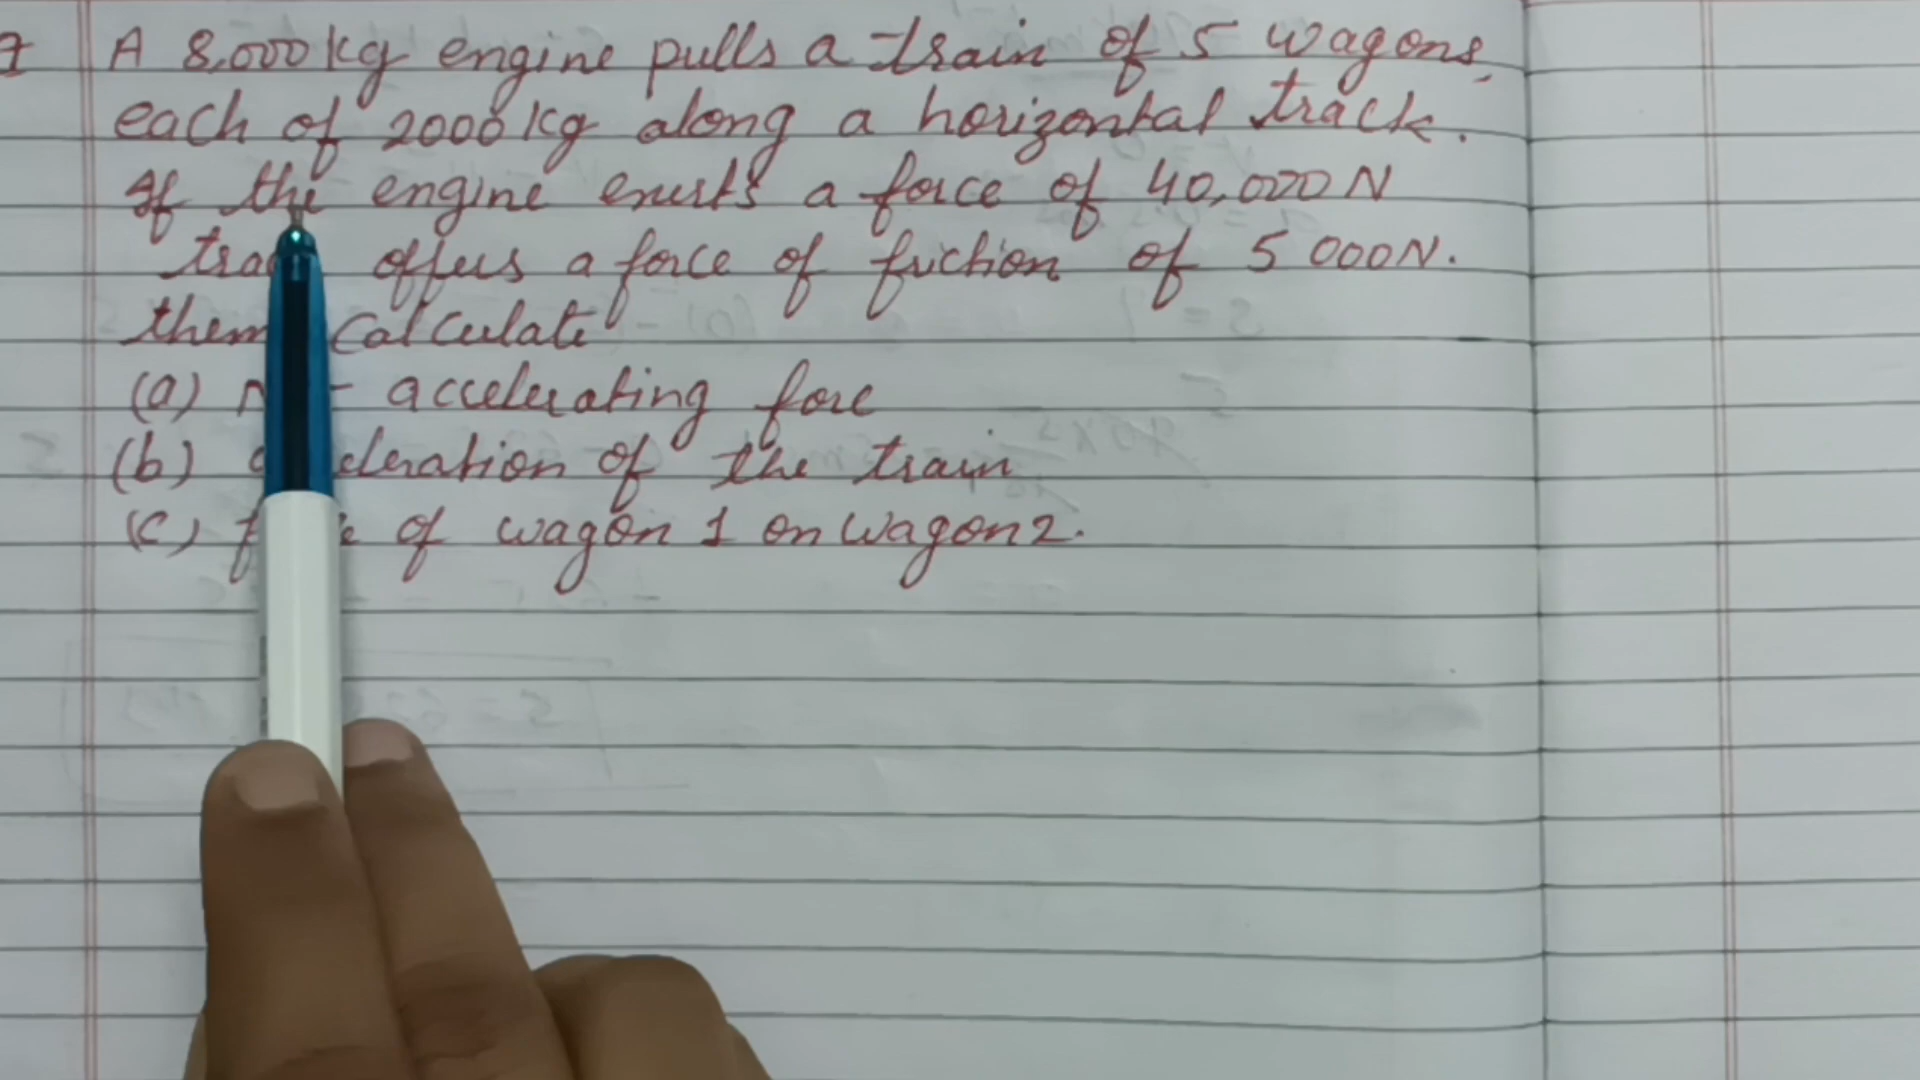 7 A 8,000 kg engine pulls a train of 5 wagons,
each of 2000 kg along a horizontal track.
If the engine exerts a force of 40,000 N
offers a force of friction of 5 000N.
then calculate
(a) accelerating forc
(b) of the train
(c) of wagon 1 on wagon 2.